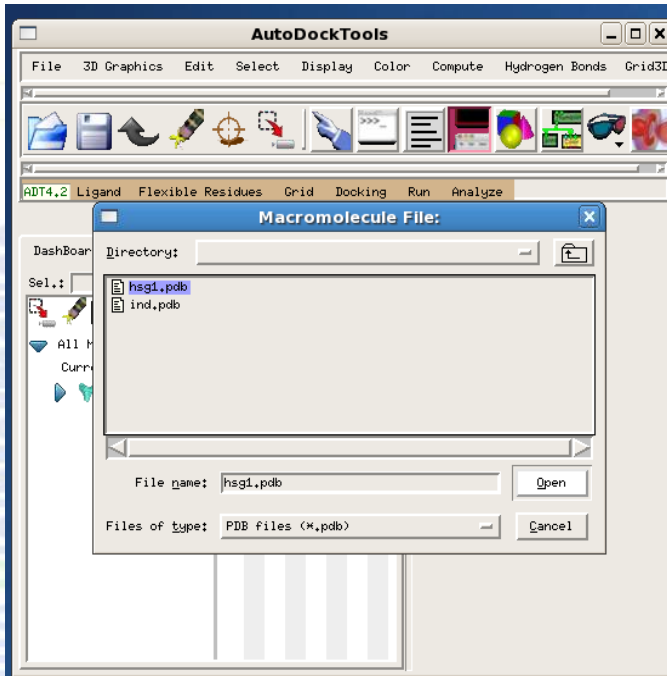 AutoDockTools
File 3D Graphics Edit Select Display Color Compute Hydrogen Bonds Grid3D
ADT4.2 Ligand Flexible Residues Grid Docking Run Analyze
Macromolecule File:
DashBoar
Directory:
Sel.:
hsg1.pdb
ind.pdb
All M
Curr
File name: hsg1.pdb Open
Files of type: PDB files (*.pdb) Cancel